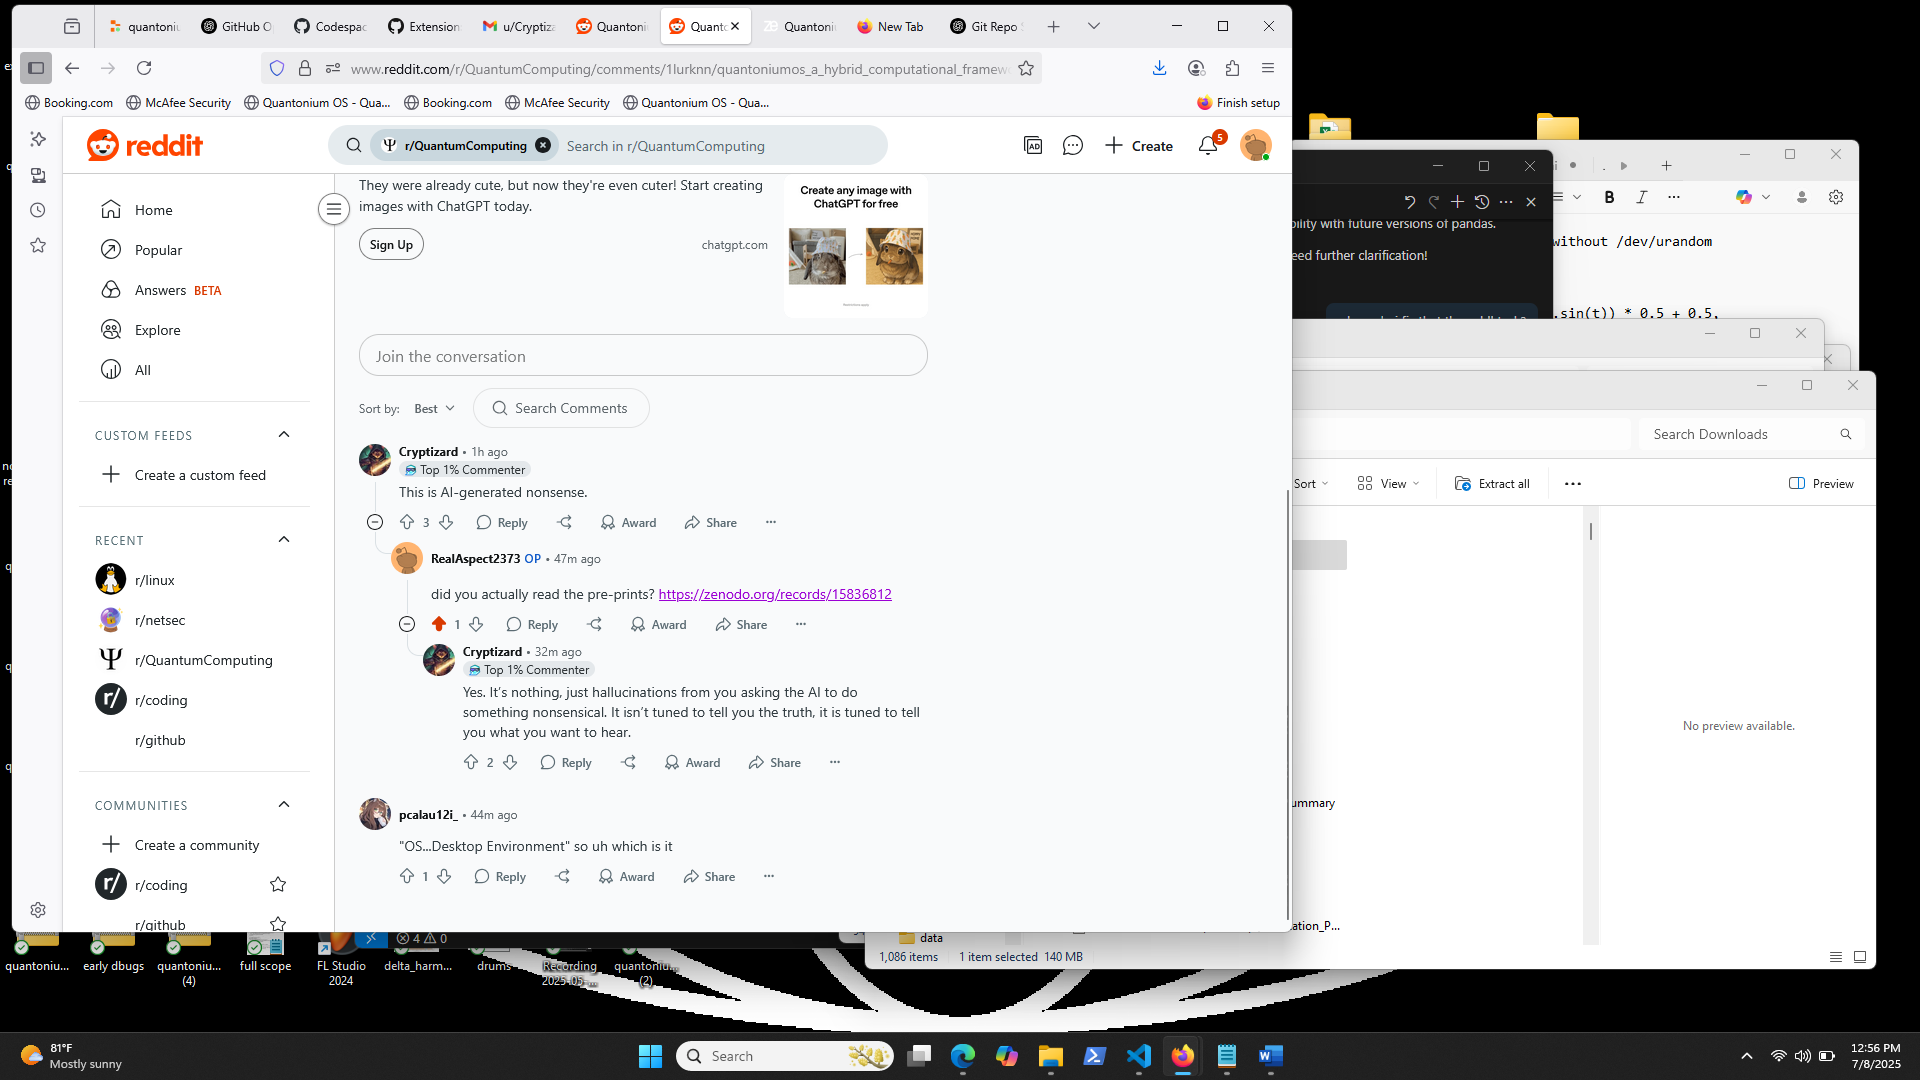 quantoniu
GitHub O
Codespac
Extension
u/Cryptiza
Quantoni
Quanto
Quantoni
New Tab
Git Repo S
www.reddit.com/r/QuantumComputing/comments/1lurknn/quantoniumos_a_hybrid_computational_framew
Booking.com
McAfee Security
Quantonium OS - Qua...
Booking.com
McAfee Security
Quantonium OS - Qua...
Finish setup
reddit
r/QuantumComputing
Search in r/QuantumComputing
AD
Create
5
Home
Popular
Answers BETA
Explore
All
CUSTOM FEEDS
Create a custom feed
RECENT
r/linux
r/netsec
r/QuantumComputing
r/coding
r/github
COMMUNITIES
Create a community
r/coding
r/github
They were already cute, but now they're even cuter! Start creating
images with ChatGPT today.
Sign Up
chatgpt.com
Create any image with
ChatGPT for free
Join the conversation
Sort by: Best
Search Comments
Cryptizard • 1h ago
Top 1% Commenter
This is AI-generated nonsense.
3 Reply Award Share
RealAspect2373 OP • 47m ago
did you actually read the pre-prints? https://zenodo.org/records/15836812
1 Reply Award Share
Cryptizard • 32m ago
Top 1% Commenter
Yes. It's nothing, just hallucinations from you asking the AI to do
something nonsensical. It isn't tuned to tell you the truth, it is tuned to tell
you what you want to hear.
2 Reply Award Share
pcalau12i_ • 44m ago
"OS...Desktop Environment" so uh which is it
1 Reply Award Share
bility with future versions of pandas.
eed further clarification!
without /dev/urandom
.sin(t)) * 0.5 + 0.5,
Search Downloads
Sort
View
Extract all
Preview
No preview available.
ummary
ation_P...
data
1,086 items
1 item selected 140 MB
4 0
quantoniu...
early dbugs
quantoniu...
(4)
full scope
FL Studio
2024
delta_harm...
drums
Recording
2025-05-...
quantoniu...
(2)
81°F
Mostly sunny
Search
12:56 PM
7/8/2025